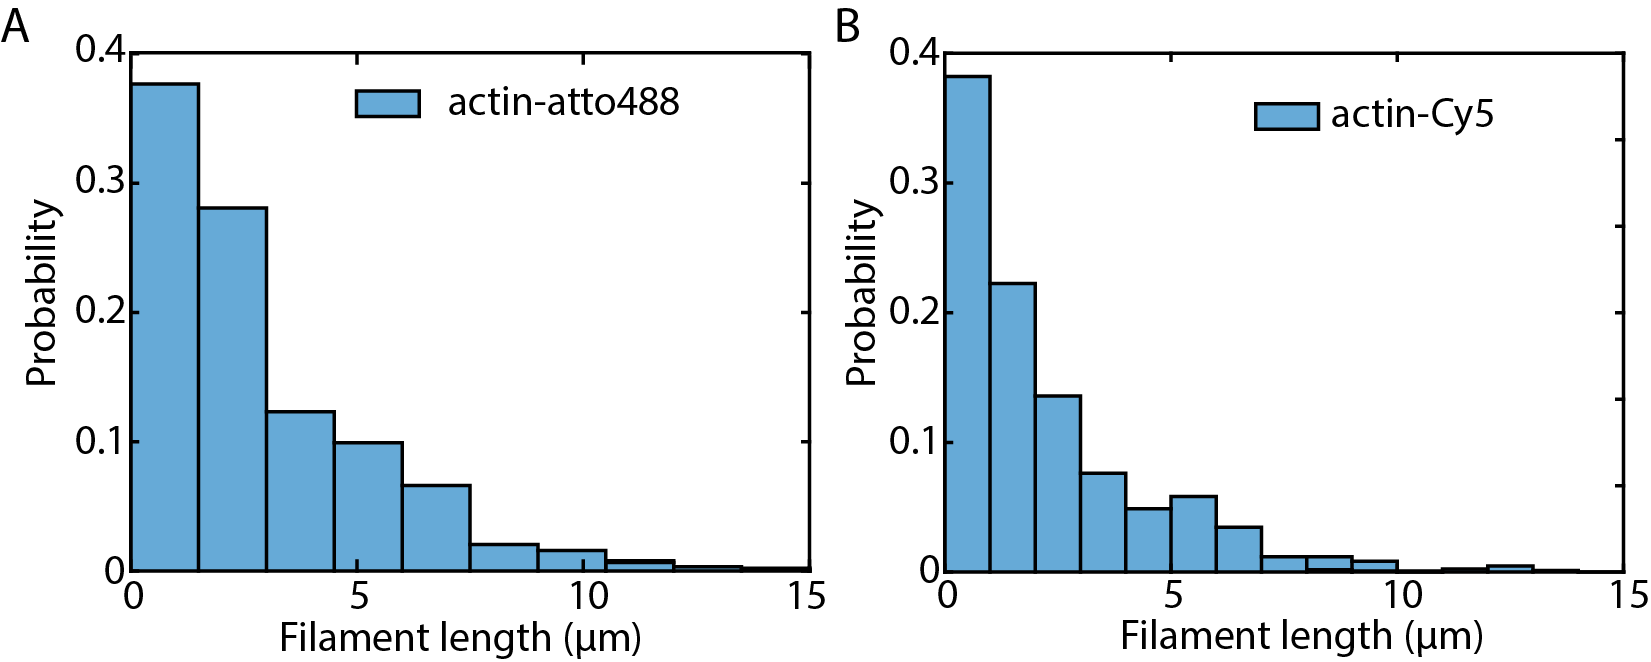 A
0.4
0.3
0.2
0.1
0
Probability
actin-atto488
0 5 10 15
Filament length (μm)
B
0.4
0.3
0.2
0.1
0
Probability
actin-Cy5
0 5 10 15
Filament length (μm)